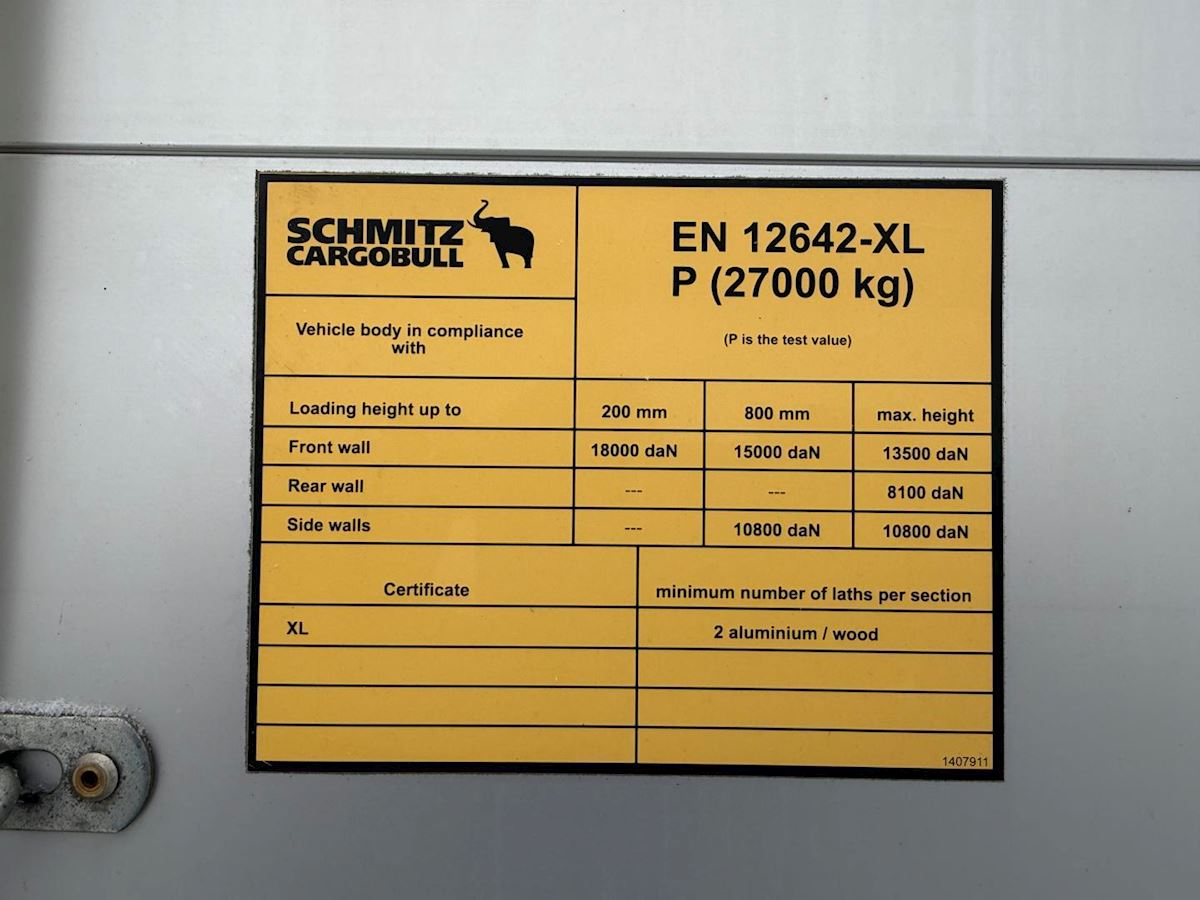 SCHMITZ
CARGOBULL
EN 12642-XL
P (27000 kg)
(P is the test value)
Vehicle body in compliance
with
Loading height up to 200 mm 800 mm max. height
Front wall 18000 daN 15000 daN 13500 daN
Rear wall --- --- 8100 daN
Side walls --- 10800 daN 10800 daN
Certificate minimum number of laths per section
XL 2 aluminium / wood
1407911